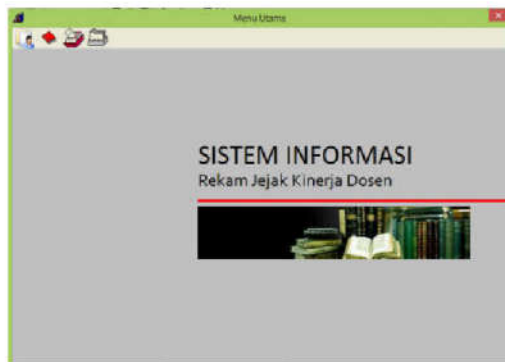 Menu Utama
SISTEM INFORMASI
Rekam Jejak Kinerja Dosen